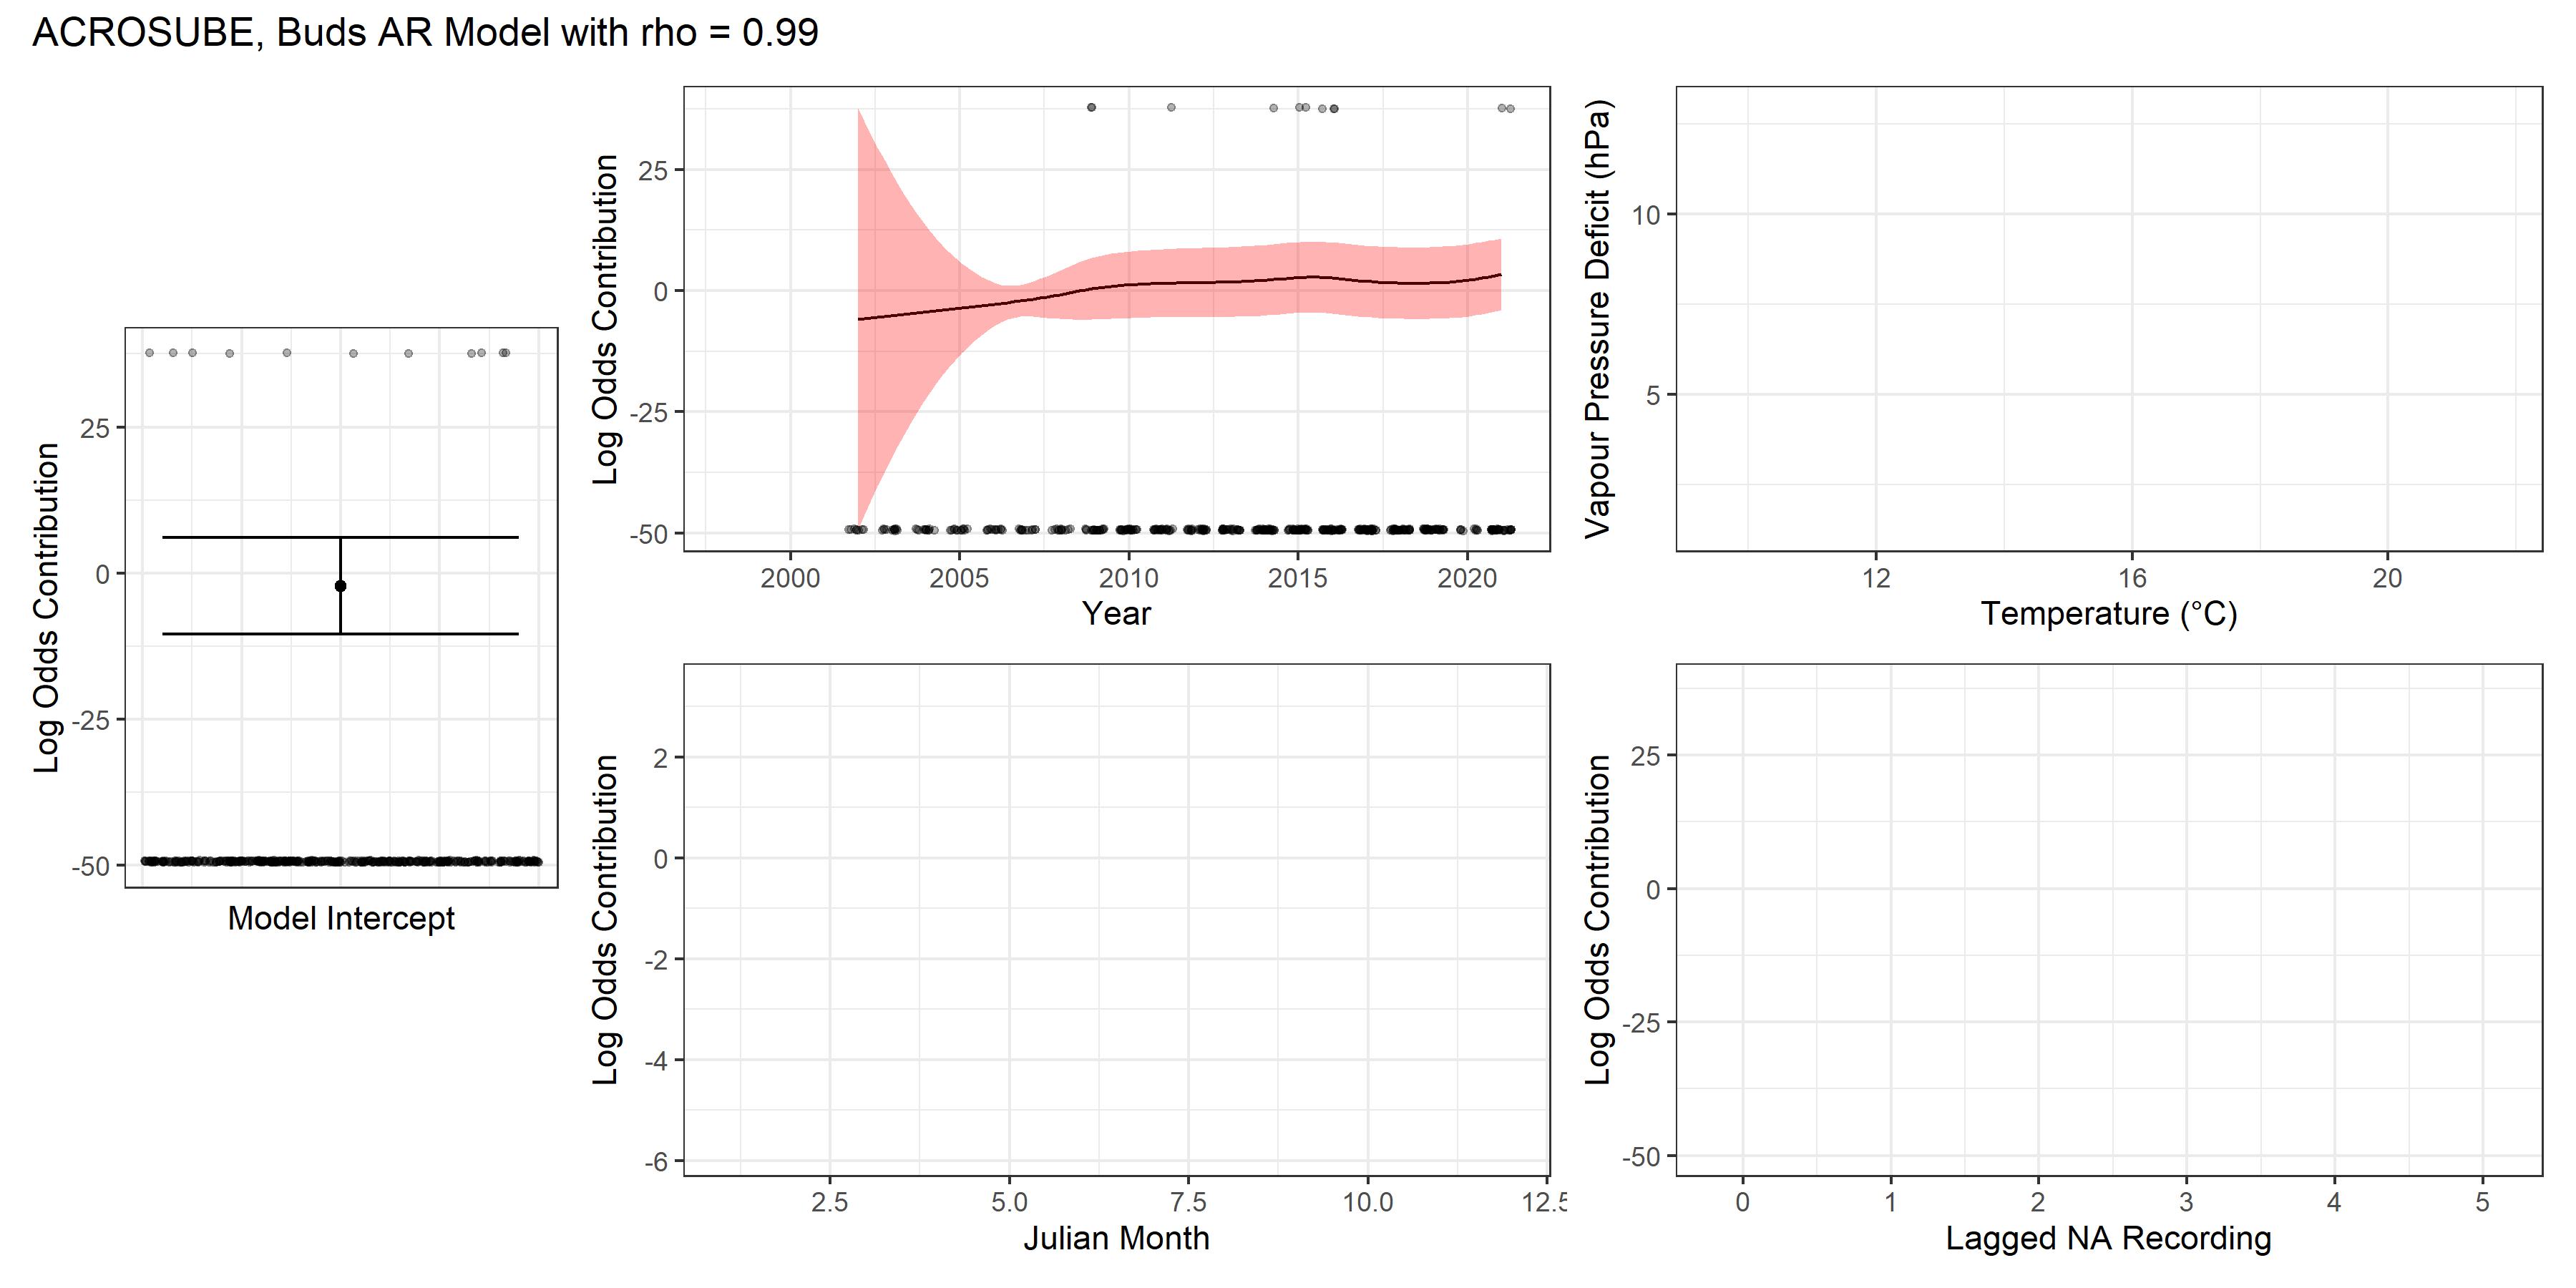 ACROSUBE, Buds AR Model with rho = 0.99
Log Odds Contribution
25
0
-25
-50
Model Intercept
Log Odds Contribution
25
0
-25
-50
2000 2005 2010 2015 2020
Year
Vapour Pressure Deficit (hPa)
10
5
12 16 20
Temperature (°C)
Log Odds Contribution
2
0
-2
-4
-6
2.5 5.0 7.5 10.0 12.5
Julian Month
Log Odds Contribution
25
0
-25
-50
0 1 2 3 4 5
Lagged NA Recording